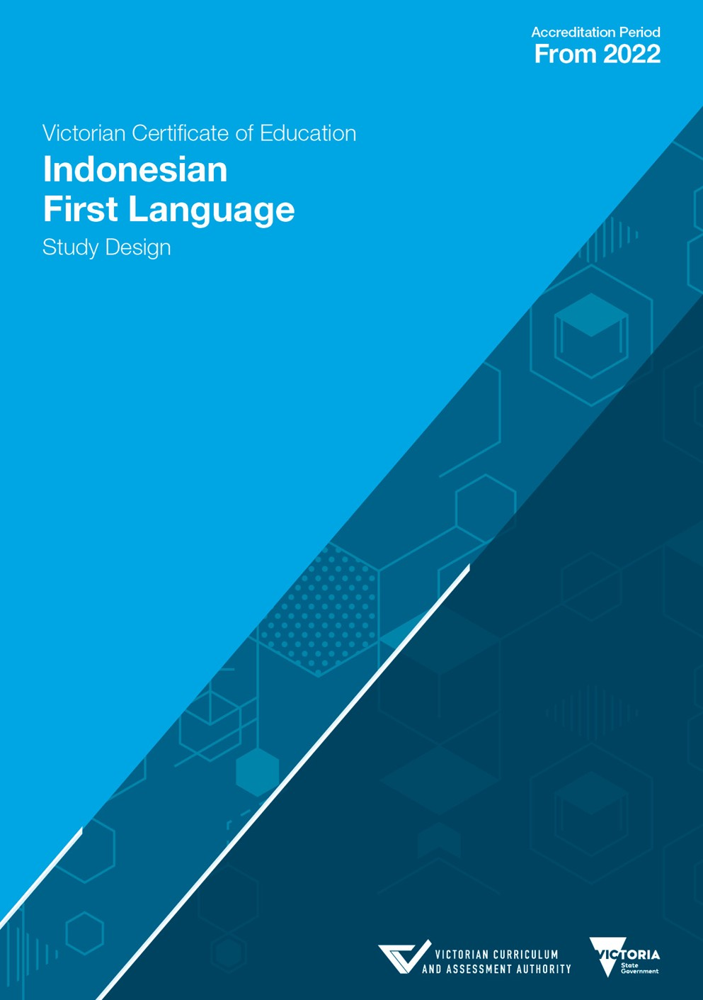 Accreditation Period
From 2022
Victorian Certificate of Education
Indonesian
First Language
Study Design
VICTORIAN CURRICULUM
AND ASSESSMENT AUTHORITY
VICTORIA
State
Government